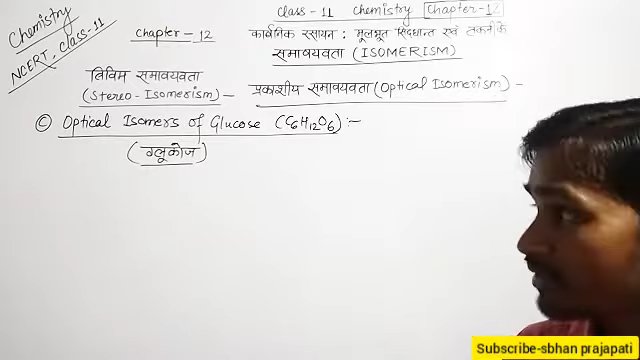 Chemistry
NCERT, class-11
Class - 11 chemistry Chapter-12
Chapter - 12
कार्बनिक रसायन : मूलभूत सिद्धान्त एवं तकनीके
समावयवता (ISOMERISM)
त्रिविम समावयवता
(Stereo - Isomerism) -
प्रकाशीय समावयवता (Optical Isomerism) -
© Optical Isomers of Glucose (C6H12O6) :-
(ग्लूकोज)
Subscribe-sbhan prajapati